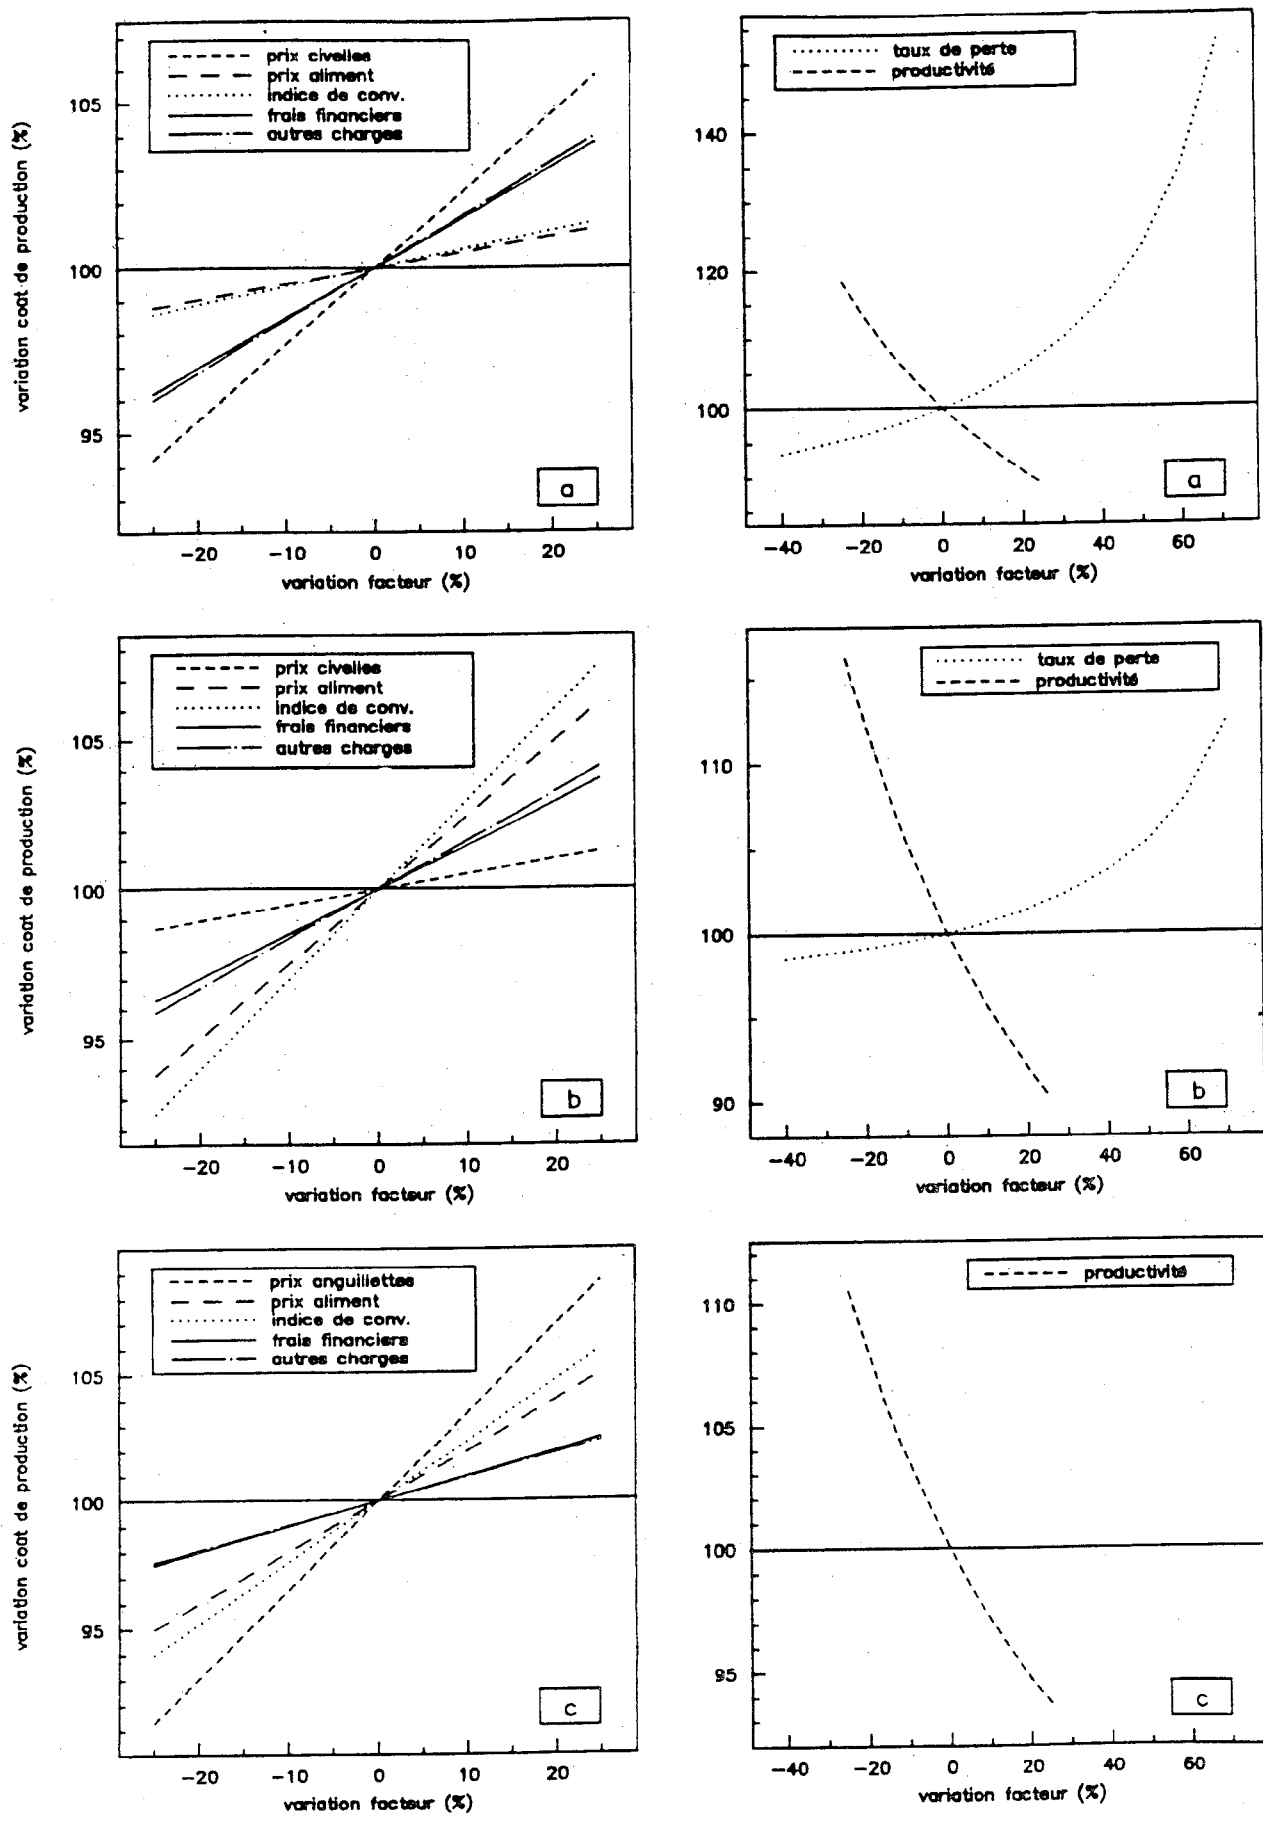 prix civelles
prix aliment
indice de conv.
frais financiers
autres charges
105
100
95
variation coat de production (%)
a
-20 -10 0 10 20
variation facteur (%)
taux de perte
productivité
140
120
100
a
-40 -20 0 20 40 60
variation facteur (%)
prix civelles
prix aliment
indice de conv.
frais financiers
autres charges
105
100
95
variation coat de production (%)
b
-20 -10 0 10 20
variation facteur (%)
taux de perte
productivité
110
100
90
b
-40 -20 0 20 40 60
variation facteur (%)
prix anguillettes
prix aliment
indice de conv.
frais financiers
autres charges
105
100
95
variation coat de production (%)
c
-20 -10 0 10 20
variation facteur (%)
productivité
110
105
100
95
c
-40 -20 0 20 40 60
variation facteur (%)